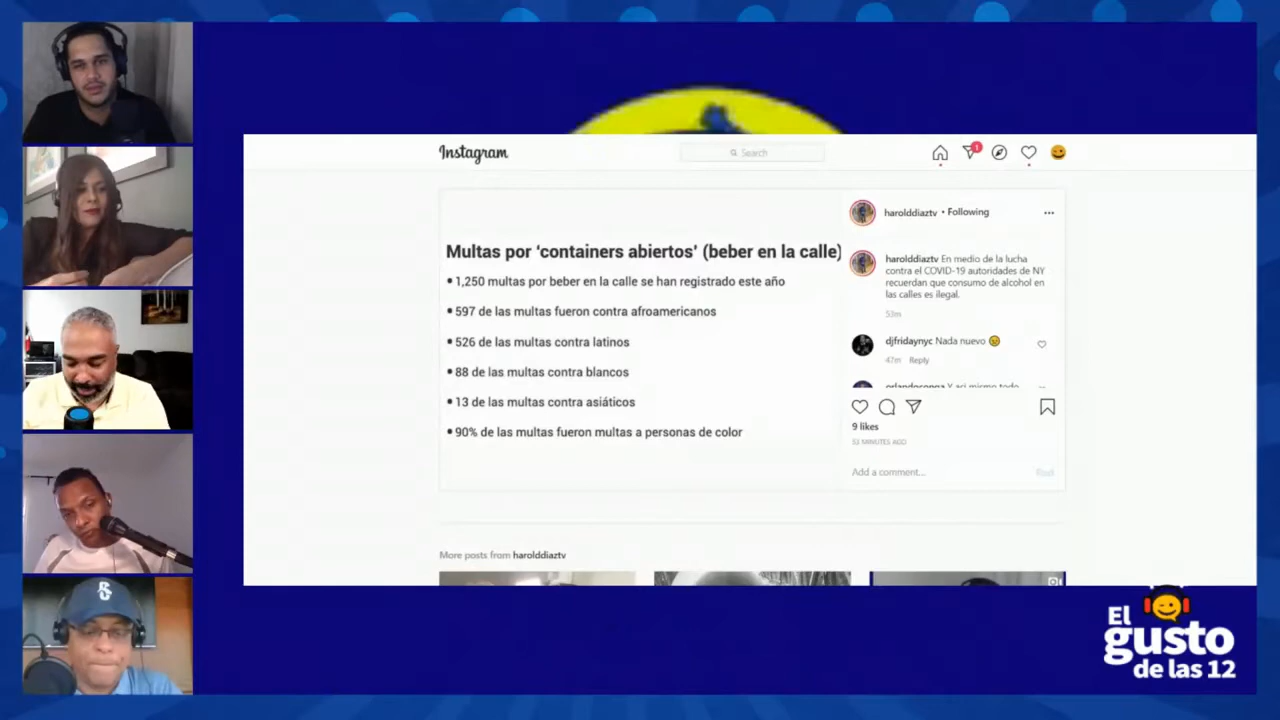 Instagram
Search
1
harolddiaztv • Following
Multas por ‘containers abiertos’ (beber en la calle)
• 1,250 multas por beber en la calle se han registrado este año
• 597 de las multas fueron contra afroamericanos
• 526 de las multas contra latinos
• 88 de las multas contra blancos
• 13 de las multas contra asiáticos
• 90% de las multas fueron multas a personas de color
harolddiaztv En medio de la lucha
contra el COVID-19 autoridades de NY
recuerdan que consumo de alcohol en
las calles es ilegal.
53m
djfridaynyc Nada nuevo
47m Reply
9 likes
53 MINUTES AGO
Add a comment...
Post
More posts from harolddiaztv
El
gusto
de las 12